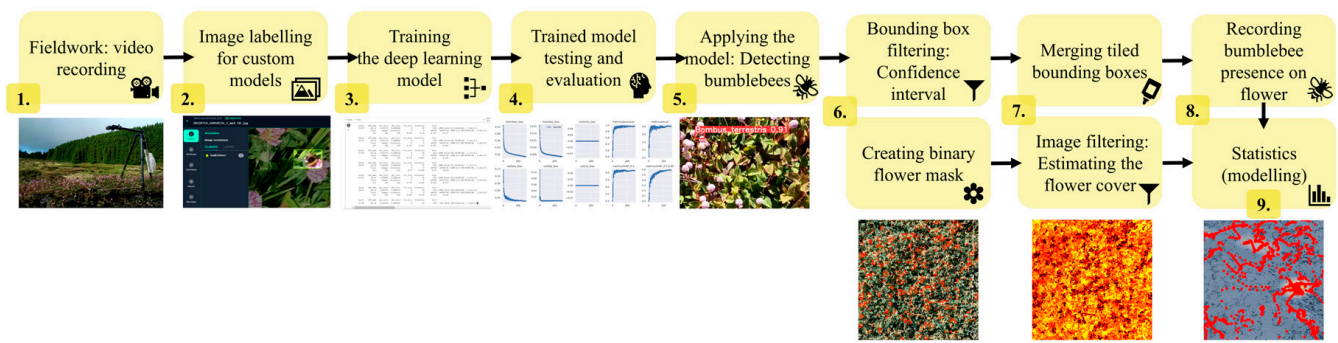 Fieldwork: video
recording
1.
Image labelling
for custom
models
2.
Training
the deep learning
model
3.
Trained model
testing and
evaluation
4.
Applying the
model: Detecting
bumblebees
5.
Bombus_terrestris 0,91
Bounding box
filtering:
Confidence
interval
6.
Creating binary
flower mask
Merging tiled
bounding boxes
7.
Image filtering:
Estimating the
flower cover
Recording
bumblebee
presence on
flower
8.
Statistics
(modelling)
9.